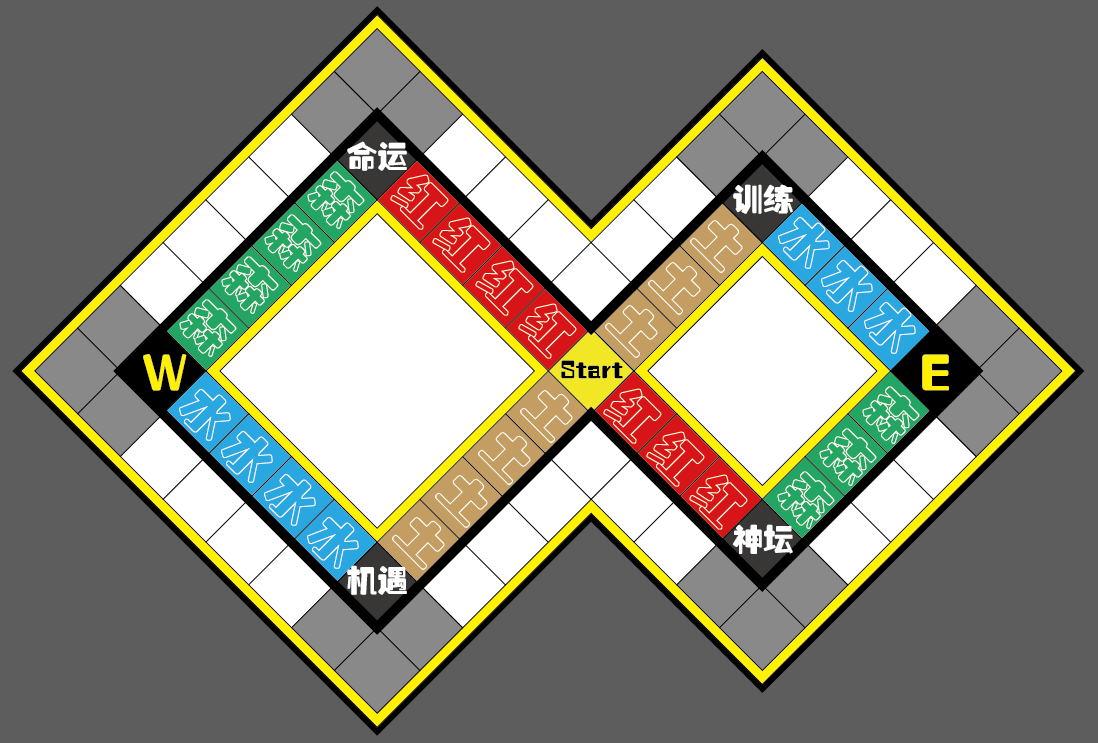 命运
训练
森森森森
红红红红
土土土
水水水
W
Start
E
水水水水
土土土土
红红红
森森森
神坛
机遇